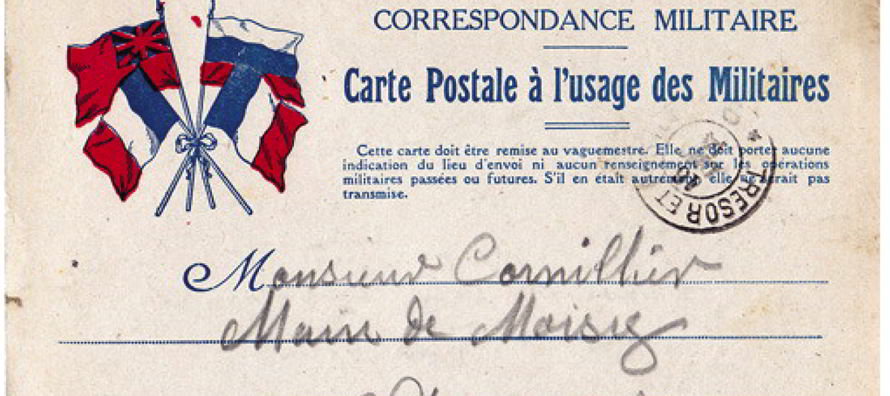 CORRESPONDANCE MILITAIRE
Carte Postale à l'usage des Militaires
Cette carte doit être remise au vaguemestre. Elle ne doit porter aucune
indication du lieu d'envoi ni aucun renseignement sur les opérations
militaires passées ou futures. S'il en était autrement elle ne serait pas
transmise.
TRESOR ET
Monsieur Cornillier
Maire de Moisy